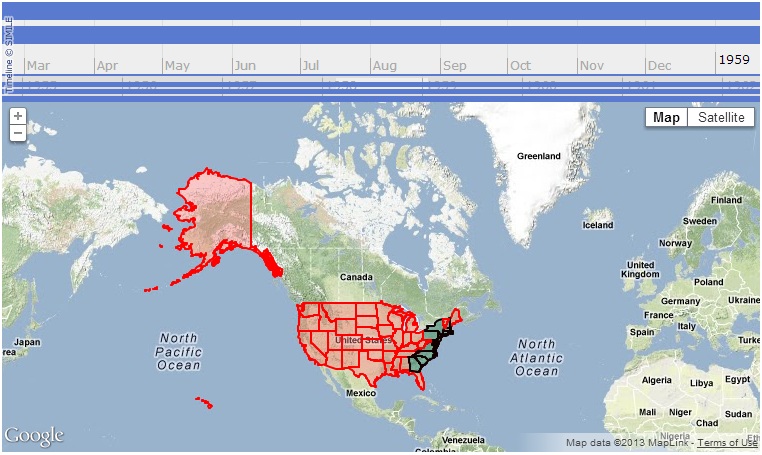 Timeline © SIMILE
Mar
Apr
May
Jun
Jul
Aug
Sep
Oct
Nov
Dec
1959
+
−
Map
Satellite
Greenland
Finland
Iceland
Sweden
Norway
Canada
United
Kingdom
Poland
Germany
Ukraine
France
Italy
Spain
Turke
Japan
rea
North
Pacific
Ocean
United States
North
Atlantic
Ocean
Mexico
Algeria
Libya
Egypt
Mali
Niger
Chad
Sudan
Nigeria
Venezuela
Colombia
Google
Map data ©2013 MapLink - Terms of Use